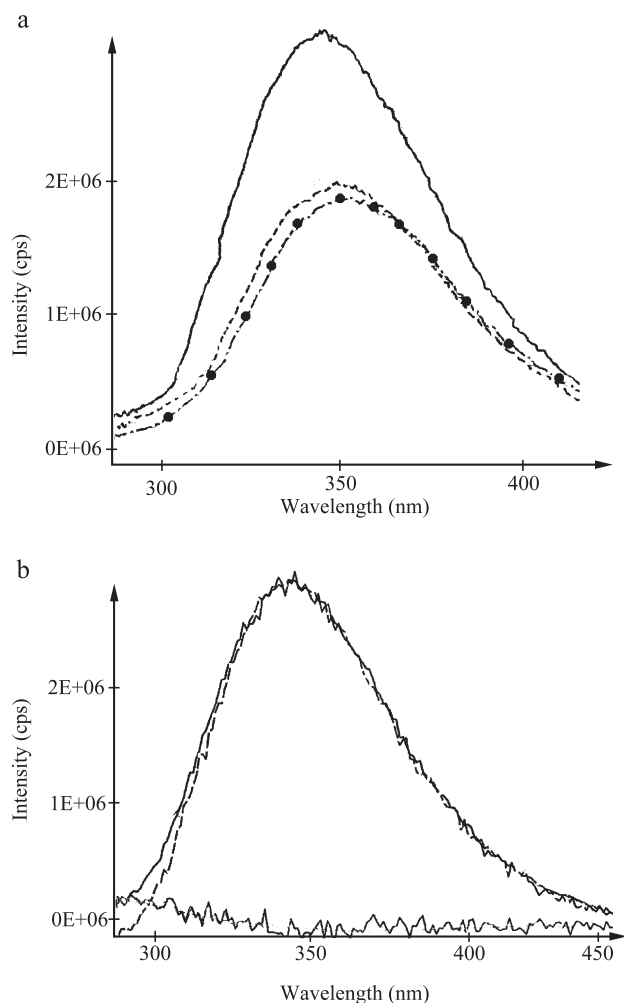 a
2E+06
1E+06
0E+06
Intensity (cps)
300
350
400
Wavelength (nm)
b
2E+06
1E+06
0E+06
Intensity (cps)
300
350
400
450
Wavelength (nm)